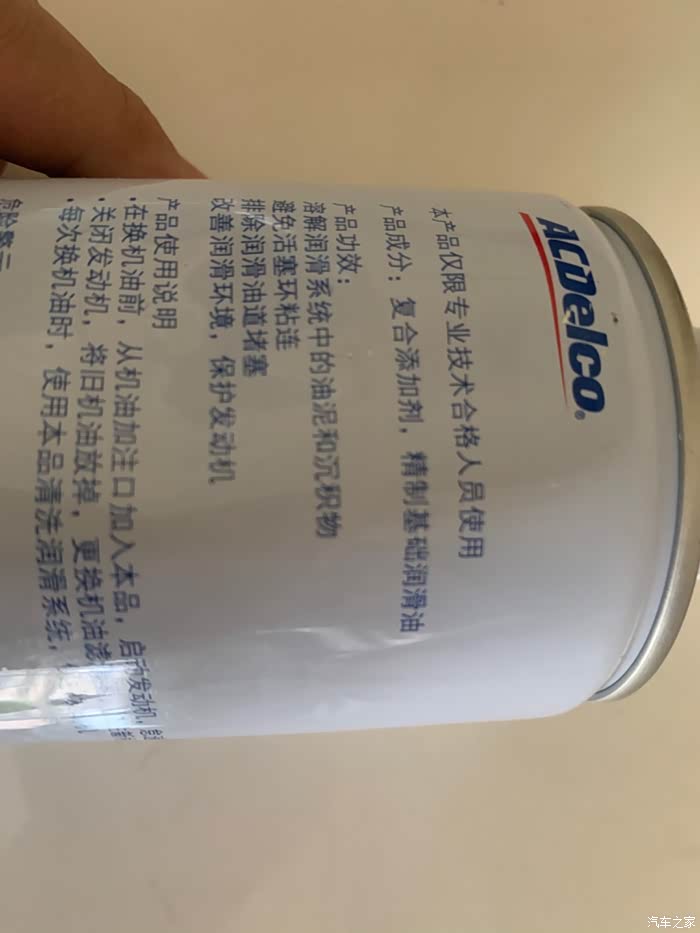 ACDelco®
本产品仅限专业技术合格人员使用
产品成分：复合添加剂，精制基础润滑油
产品功效：
溶解润滑系统中的油泥和沉积物
避免活塞环粘连
排除润滑油道堵塞
改善润滑环境，保护发动机
产品使用说明
·在换机油前，从机油加注口加入本品，启动发动机，
·关闭发动机，将旧机油放掉，更换机油滤
·每次换机油时，使用本品清洗润滑系统，
危险警示
汽车之家